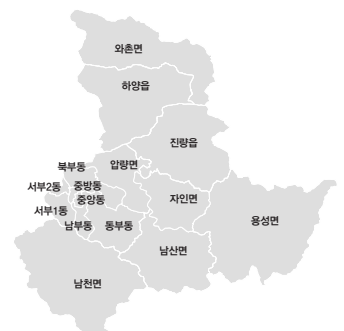 와촌면
하양읍
진량읍
북부동
압량면
서부2동
중방동
중앙동
자인면
서부1동
남부동
동부동
용성면
남산면
남천면